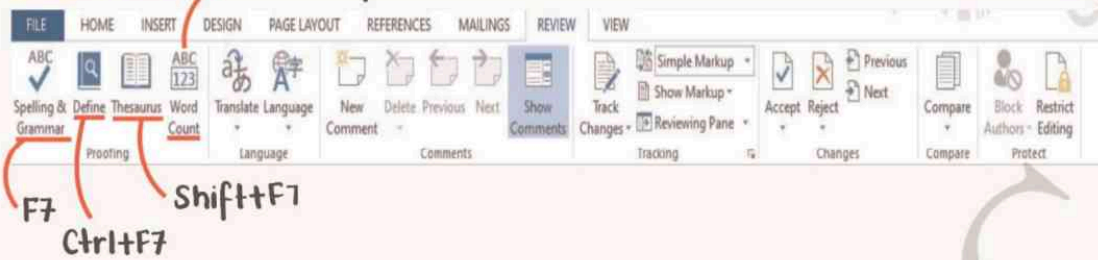 FILE HOME INSERT DESIGN PAGE LAYOUT REFERENCES MAILINGS REVIEW VIEW
ABC ABC 123
Spelling & Grammar
Define
Thesaurus
Word Count
Translate
Language
New Comment
Delete
Previous
Next
Show Comments
Track Changes
Simple Markup
Show Markup
Reviewing Pane
Accept
Reject
Previous
Next
Compare
Block Authors
Restrict Editing
Proofing Language Comments Tracking Changes Compare Protect
F7
Shift+F7
Ctrl+F7